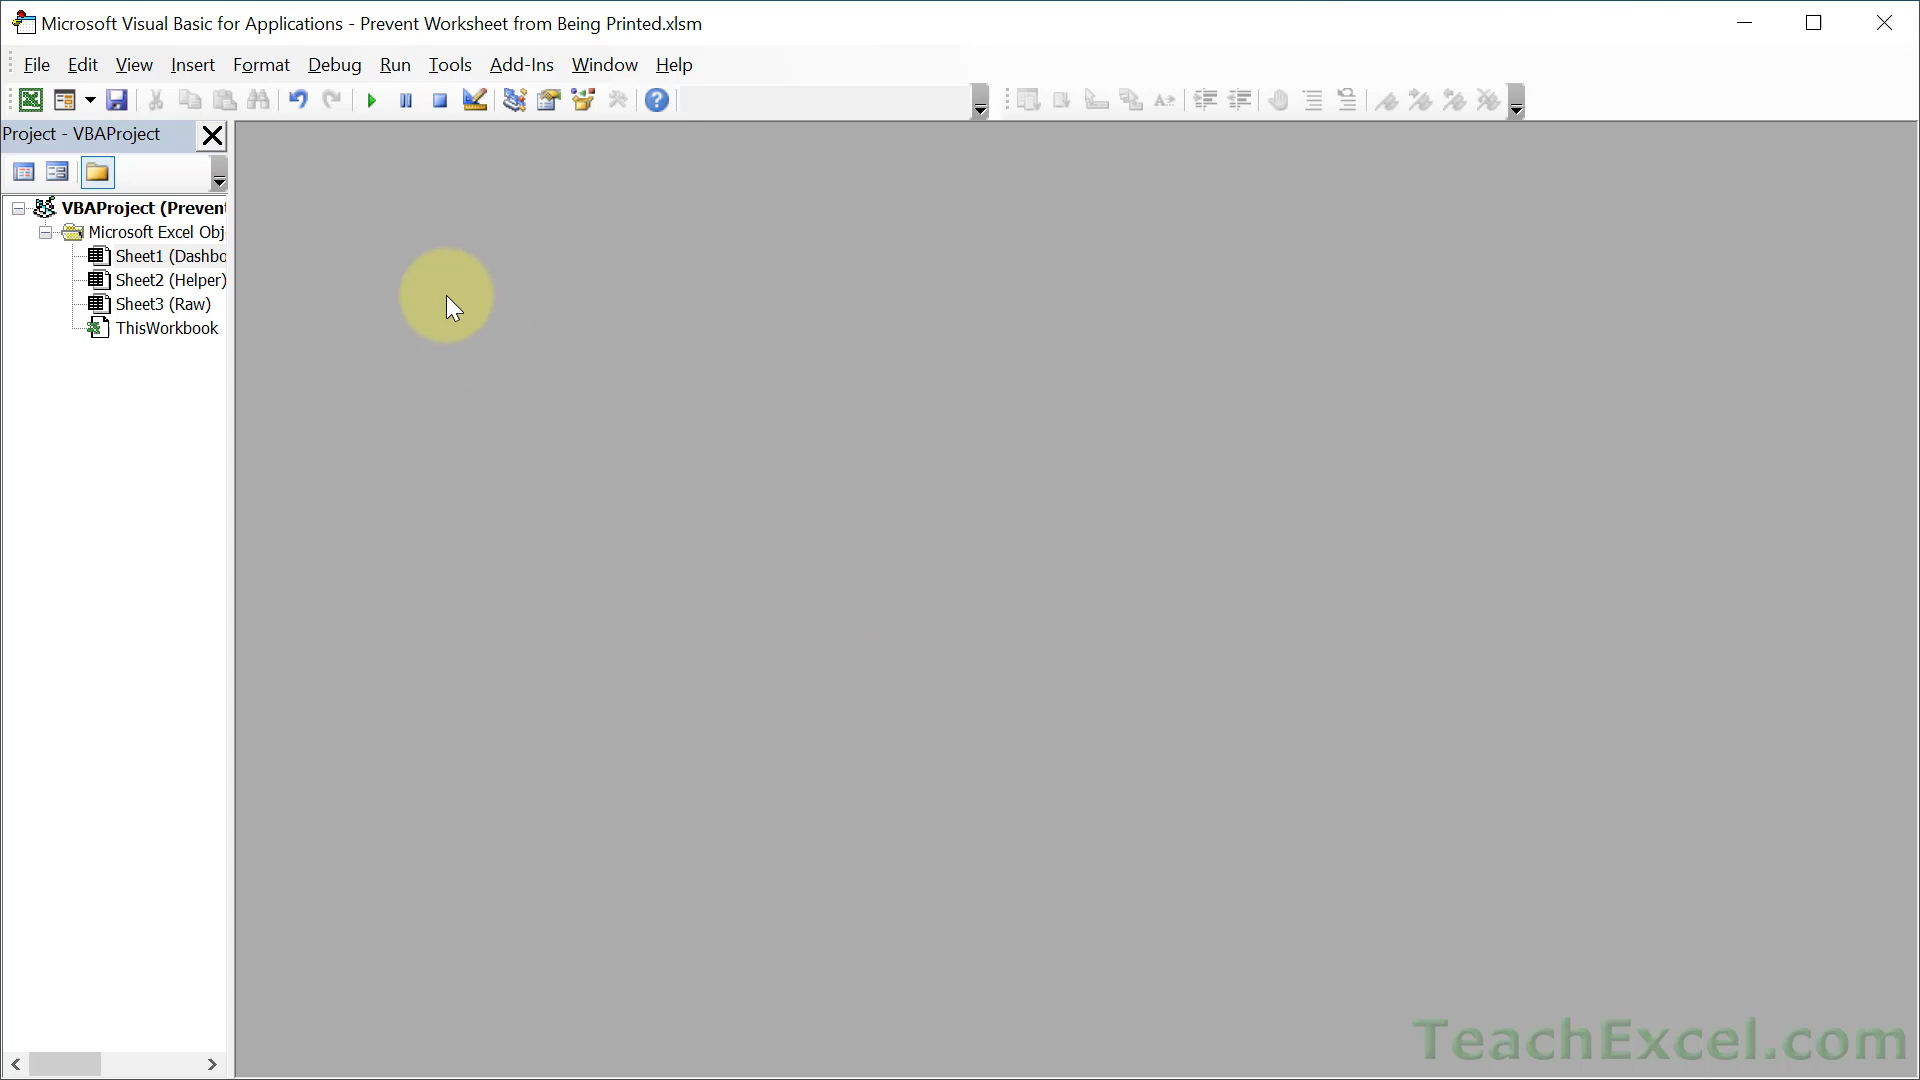 Microsoft Visual Basic for Applications - Prevent Worksheet from Being Printed.xlsm
File Edit View Insert Format Debug Run Tools Add-Ins Window Help
Project - VBAProject
VBAProject (Prevent
Microsoft Excel Obj
Sheet1 (Dashbo
Sheet2 (Helper)
Sheet3 (Raw)
ThisWorkbook
TeachExcel.com